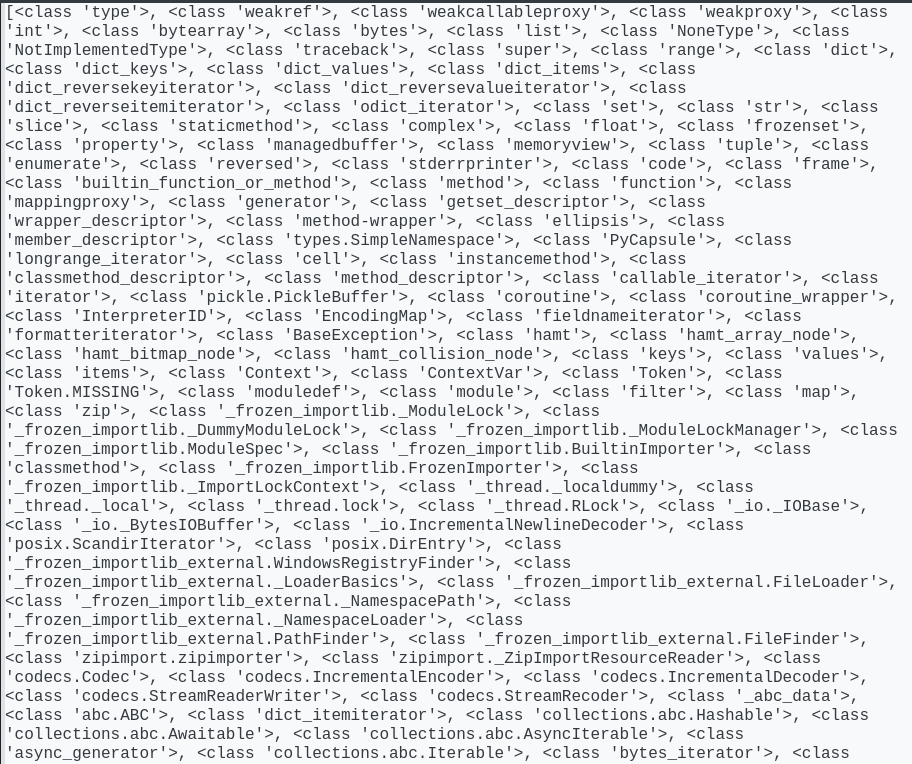 [<class 'type'>, <class 'weakref'>, <class 'weakcallableproxy'>, <class 'weakproxy'>, <class
'int'>, <class 'bytearray'>, <class 'bytes'>, <class 'list'>, <class 'NoneType'>, <class
'NotImplementedType'>, <class 'traceback'>, <class 'super'>, <class 'range'>, <class 'dict'>,
<class 'dict_keys'>, <class 'dict_values'>, <class 'dict_items'>, <class
'dict_reversekeyiterator'>, <class 'dict_reversevalueiterator'>, <class
'dict_reverseitemiterator'>, <class 'odict_iterator'>, <class 'set'>, <class 'str'>, <class
'slice'>, <class 'staticmethod'>, <class 'complex'>, <class 'float'>, <class 'frozenset'>,
<class 'property'>, <class 'managedbuffer'>, <class 'memoryview'>, <class 'tuple'>, <class
'enumerate'>, <class 'reversed'>, <class 'stderrprinter'>, <class 'code'>, <class 'frame'>,
<class 'builtin_function_or_method'>, <class 'method'>, <class 'function'>, <class
'mappingproxy'>, <class 'generator'>, <class 'getset_descriptor'>, <class
'wrapper_descriptor'>, <class 'method-wrapper'>, <class 'ellipsis'>, <class
'member_descriptor'>, <class 'types.SimpleNamespace'>, <class 'PyCapsule'>, <class
'longrange_iterator'>, <class 'cell'>, <class 'instancemethod'>, <class
'classmethod_descriptor'>, <class 'method_descriptor'>, <class 'callable_iterator'>, <class
'iterator'>, <class 'pickle.PickleBuffer'>, <class 'coroutine'>, <class 'coroutine_wrapper'>,
<class 'InterpreterID'>, <class 'EncodingMap'>, <class 'fieldnameiterator'>, <class
'formatteriterator'>, <class 'BaseException'>, <class 'hamt'>, <class 'hamt_array_node'>,
<class 'hamt_bitmap_node'>, <class 'hamt_collision_node'>, <class 'keys'>, <class 'values'>,
<class 'items'>, <class 'Context'>, <class 'ContextVar'>, <class 'Token'>, <class
'Token.MISSING'>, <class 'moduledef'>, <class 'module'>, <class 'filter'>, <class 'map'>,
<class 'zip'>, <class '_frozen_importlib._ModuleLock'>, <class
'_frozen_importlib._DummyModuleLock'>, <class '_frozen_importlib._ModuleLockManager'>, <class
'_frozen_importlib.ModuleSpec'>, <class '_frozen_importlib.BuiltinImporter'>, <class
'classmethod'>, <class '_frozen_importlib.FrozenImporter'>, <class
'_frozen_importlib._ImportLockContext'>, <class '_thread._localdummy'>, <class
'_thread._local'>, <class '_thread.lock'>, <class '_thread.RLock'>, <class '_io._IOBase'>,
<class '_io._BytesIOBuffer'>, <class '_io.IncrementalNewlineDecoder'>, <class
'posix.ScandirIterator'>, <class 'posix.DirEntry'>, <class
'_frozen_importlib_external.WindowsRegistryFinder'>, <class
'_frozen_importlib_external._LoaderBasics'>, <class '_frozen_importlib_external.FileLoader'>,
<class '_frozen_importlib_external._NamespacePath'>, <class
'_frozen_importlib_external._NamespaceLoader'>, <class
'_frozen_importlib_external.PathFinder'>, <class '_frozen_importlib_external.FileFinder'>,
<class 'zipimport.zipimporter'>, <class 'zipimport._ZipImportResourceReader'>, <class
'codecs.Codec'>, <class 'codecs.IncrementalEncoder'>, <class 'codecs.IncrementalDecoder'>,
<class 'codecs.StreamReaderWriter'>, <class 'codecs.StreamRecoder'>, <class '_abc_data'>,
<class 'abc.ABC'>, <class 'dict_itemiterator'>, <class 'collections.abc.Hashable'>, <class
'collections.abc.Awaitable'>, <class 'collections.abc.AsyncIterable'>, <class
'async_generator'>, <class 'collections.abc.Iterable'>, <class 'bytes_iterator'>, <class